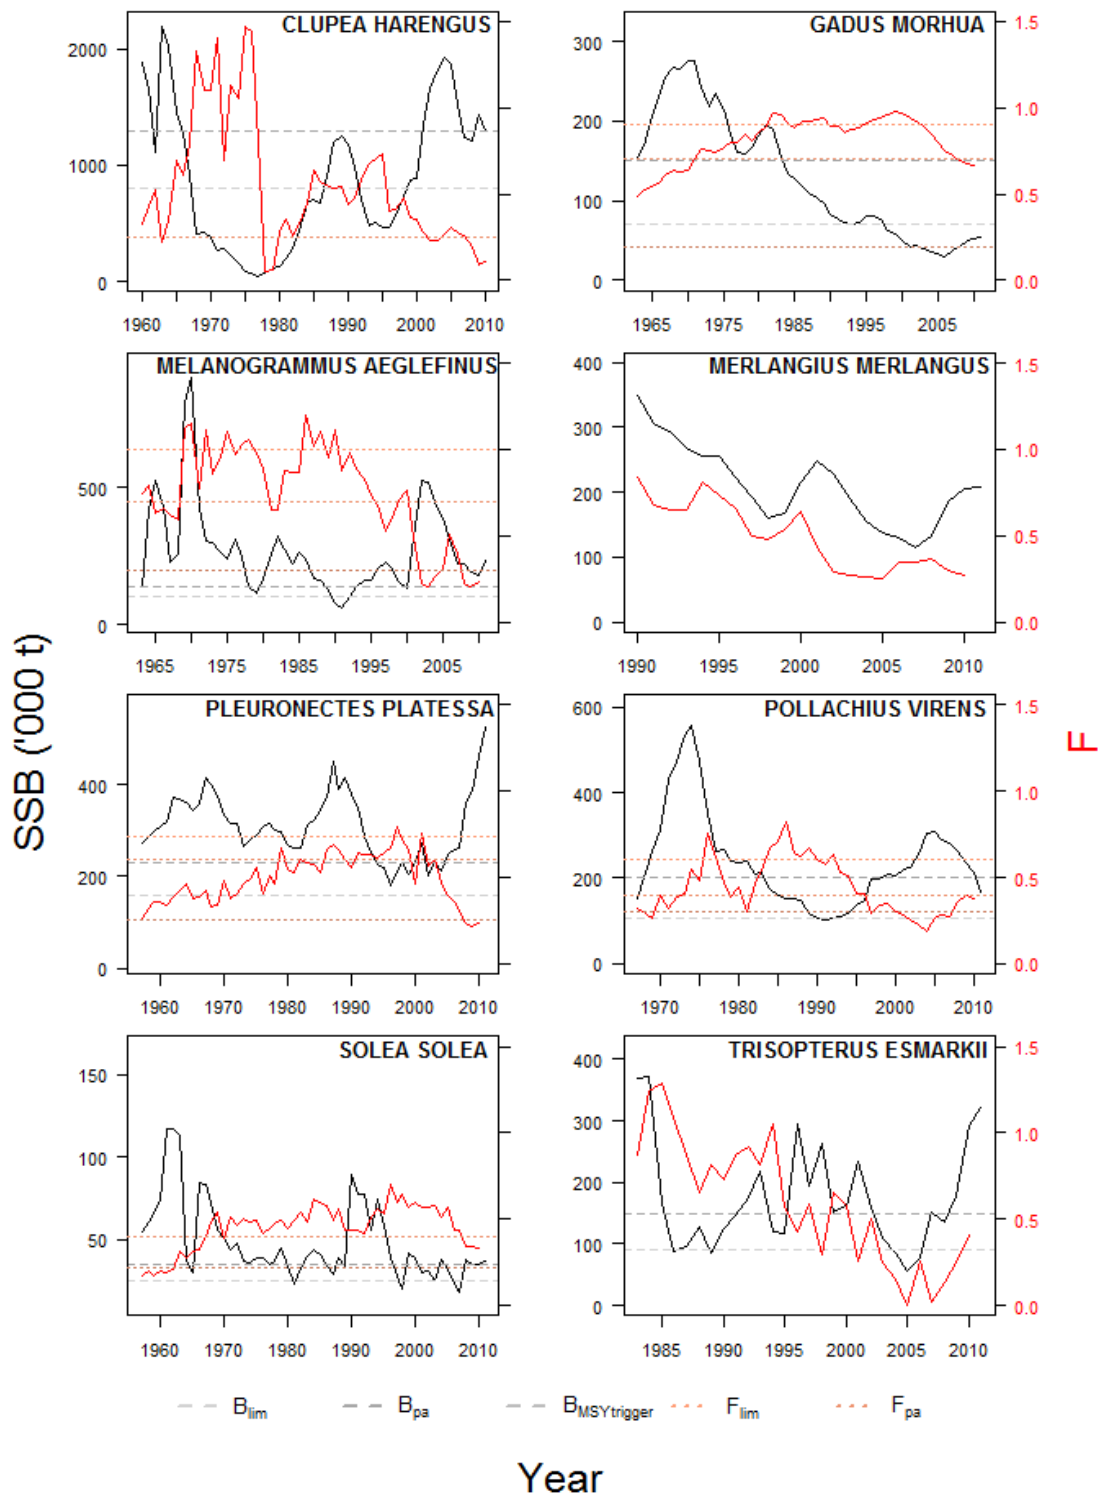 CLUPEA HARENGUS
2000
1000
0
1960 1970 1980 1990 2000 2010
GADUS MORHUA
300
200
100
0
1.5
1.0
0.5
0.0
1965 1975 1985 1995 2005
MELANOGRAMMUS AEGLEFINUS
500
0
1965 1975 1985 1995 2005
MERLANGIUS MERLANGUS
400
300
200
100
0
1.5
1.0
0.5
0.0
1990 1995 2000 2005 2010
PLEURONECTES PLATESSA
400
200
0
1960 1970 1980 1990 2000 2010
POLLACHIUS VIRENS
600
400
200
0
1.5
1.0
0.5
0.0
1970 1980 1990 2000 2010
SOLEA SOLEA
150
100
50
1960 1970 1980 1990 2000 2010
TRISOPTERUS ESMARKII
400
300
200
100
0
1.5
1.0
0.5
0.0
1985 1990 1995 2000 2005 2010
SSB ('000 t)
F
Blim Bpa BMSYtrigger Flim Fpa
Year